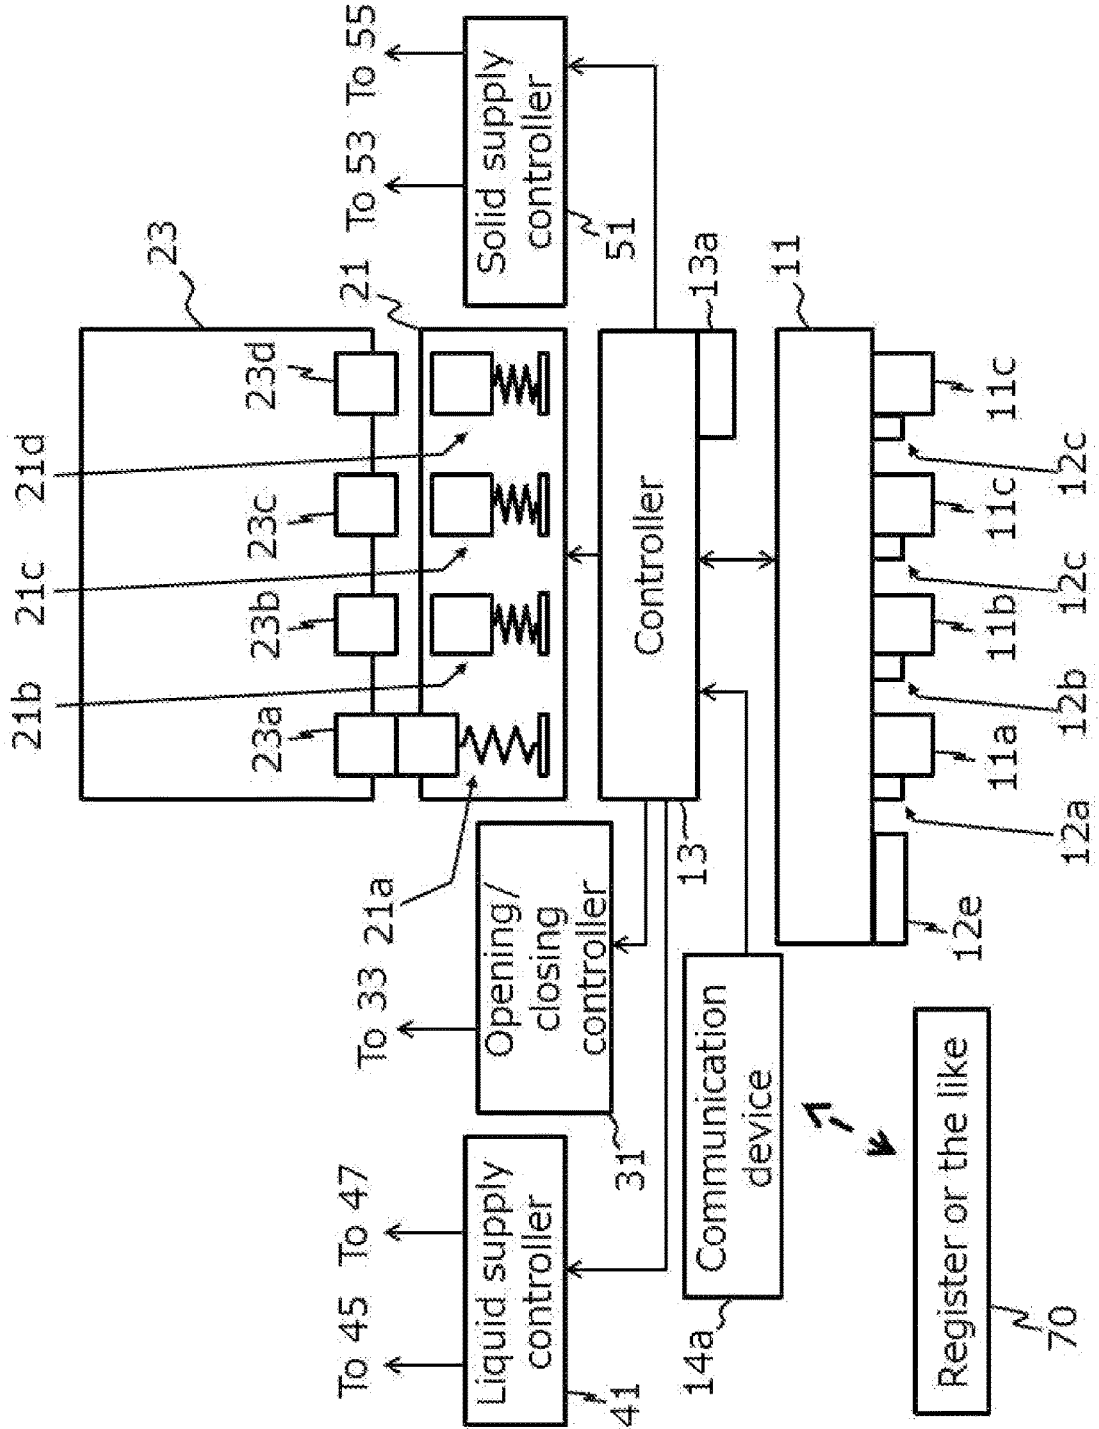 21b
21c
21d
23
23a
23b
23c
23d
To 45
To 47
To 33
21a
21
To 53
To 55
Liquid supply
controller
41
Opening/
closing
controller
31
Solid supply
controller
51
Controller
13
13a
Communication
device
14a
11
Register or the like
70
12e
11a
11b
11c
11c
12a
12b
12c
12c